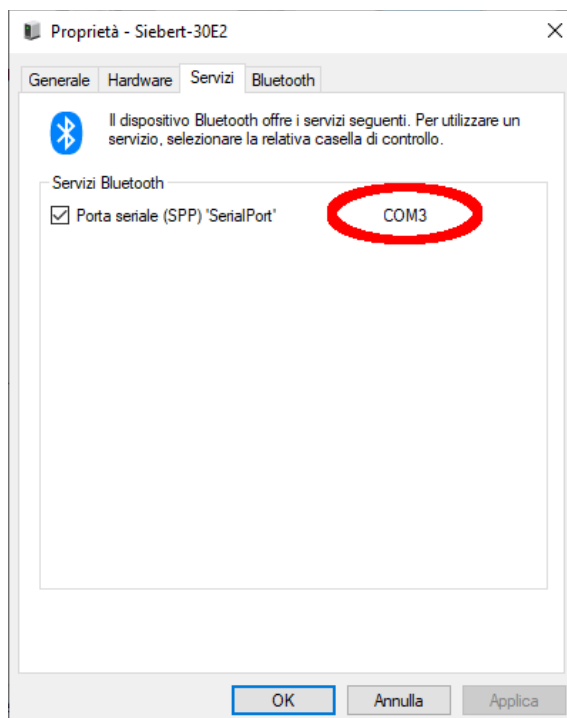 Proprietà - Siebert-30E2
Generale Hardware Servizi Bluetooth
Il dispositivo Bluetooth offre i servizi seguenti. Per utilizzare un
servizio, selezionare la relativa casella di controllo.
Servizi Bluetooth
Porta seriale (SPP) 'SerialPort' COM3
OK Annulla Applica